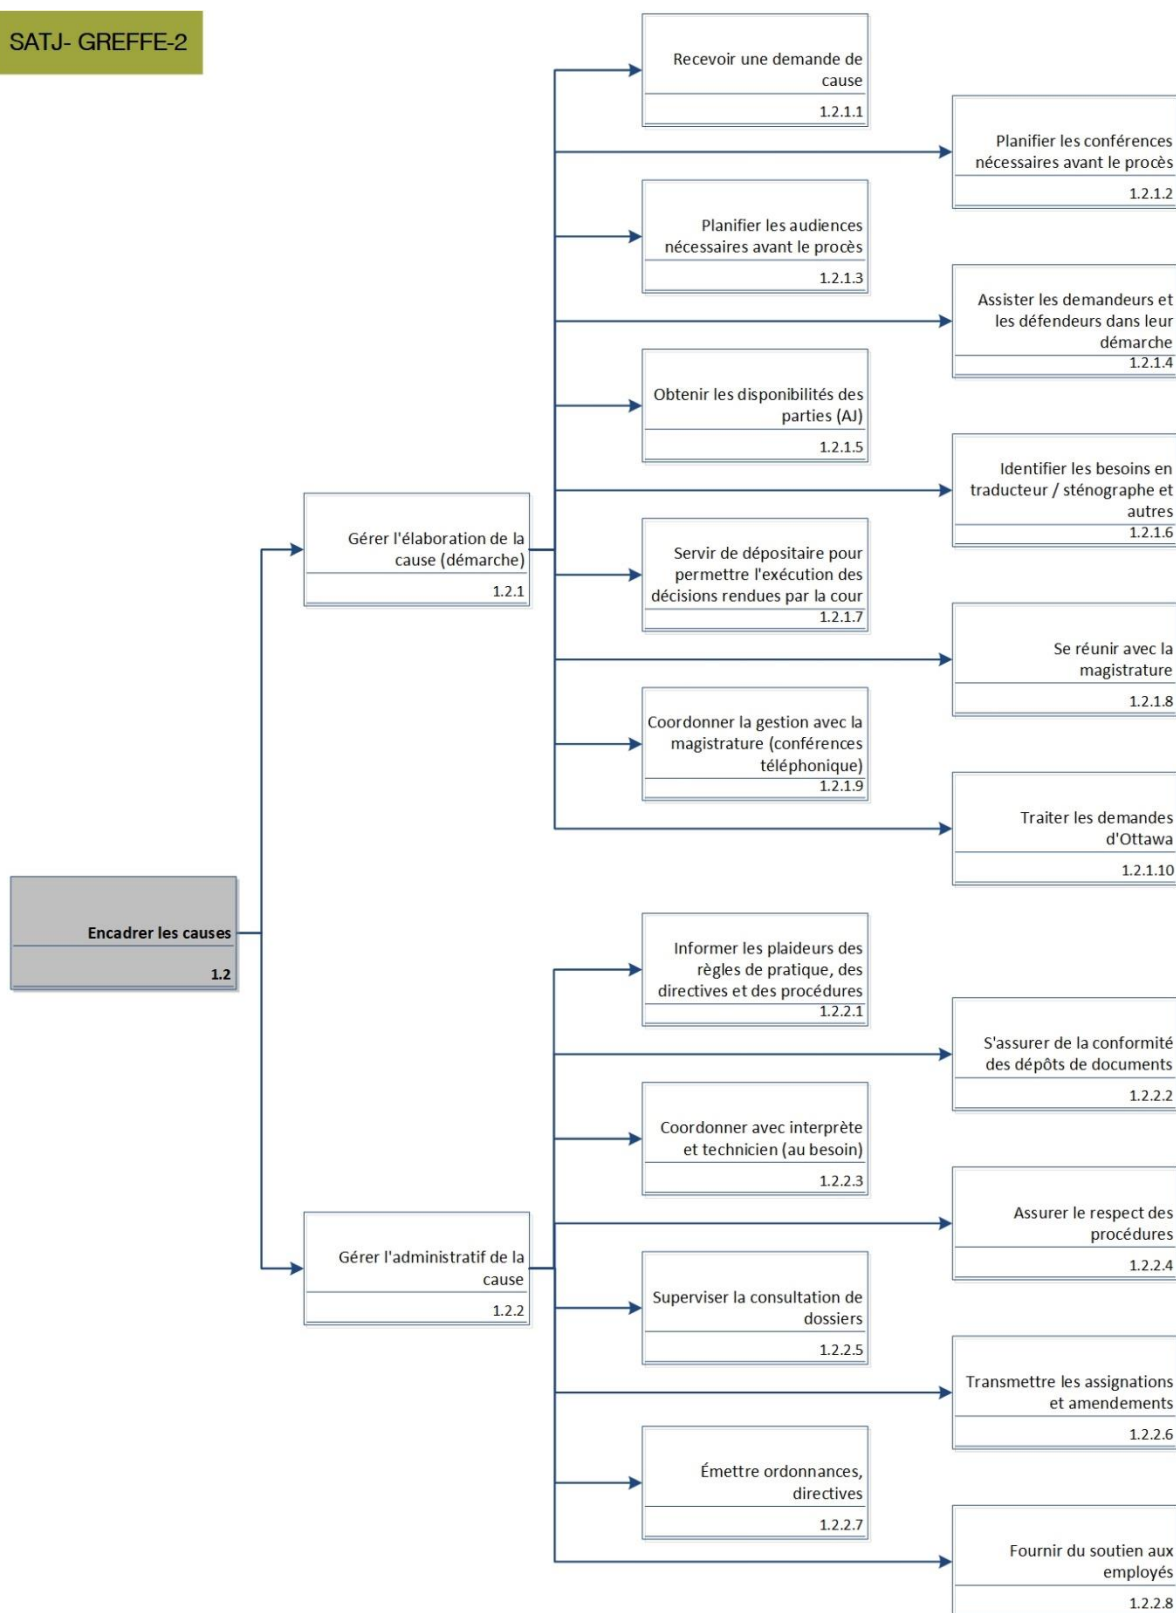 SATJ- GREFFE-2
Recevoir une demande de
cause
1.2.1.1
Planifier les conférences
nécessaires avant le procès
1.2.1.2
Planifier les audiences
nécessaires avant le procès
1.2.1.3
Assister les demandeurs et
les défendeurs dans leur
démarche
1.2.1.4
Obtenir les disponibilités des
parties (AJ)
1.2.1.5
Identifier les besoins en
traducteur / sténographe et
autres
1.2.1.6
Gérer l'élaboration de la
cause (démarche)
1.2.1
Servir de dépositaire pour
permettre l'exécution des
décisions rendues par la cour
1.2.1.7
Se réunir avec la
magistrature
1.2.1.8
Coordonner la gestion avec la
magistrature (conférences
téléphonique)
1.2.1.9
Traiter les demandes
d'Ottawa
1.2.1.10
Encadrer les causes
1.2
Informer les plaideurs des
règles de pratique, des
directives et des procédures
1.2.2.1
S'assurer de la conformité
des dépôts de documents
1.2.2.2
Coordonner avec interprète
et technicien (au besoin)
1.2.2.3
Assurer le respect des
procédures
1.2.2.4
Gérer l'administratif de la
cause
1.2.2
Superviser la consultation de
dossiers
1.2.2.5
Transmettre les assignations
et amendements
1.2.2.6
Émettre ordonnances,
directives
1.2.2.7
Fournir du soutien aux
employés
1.2.2.8